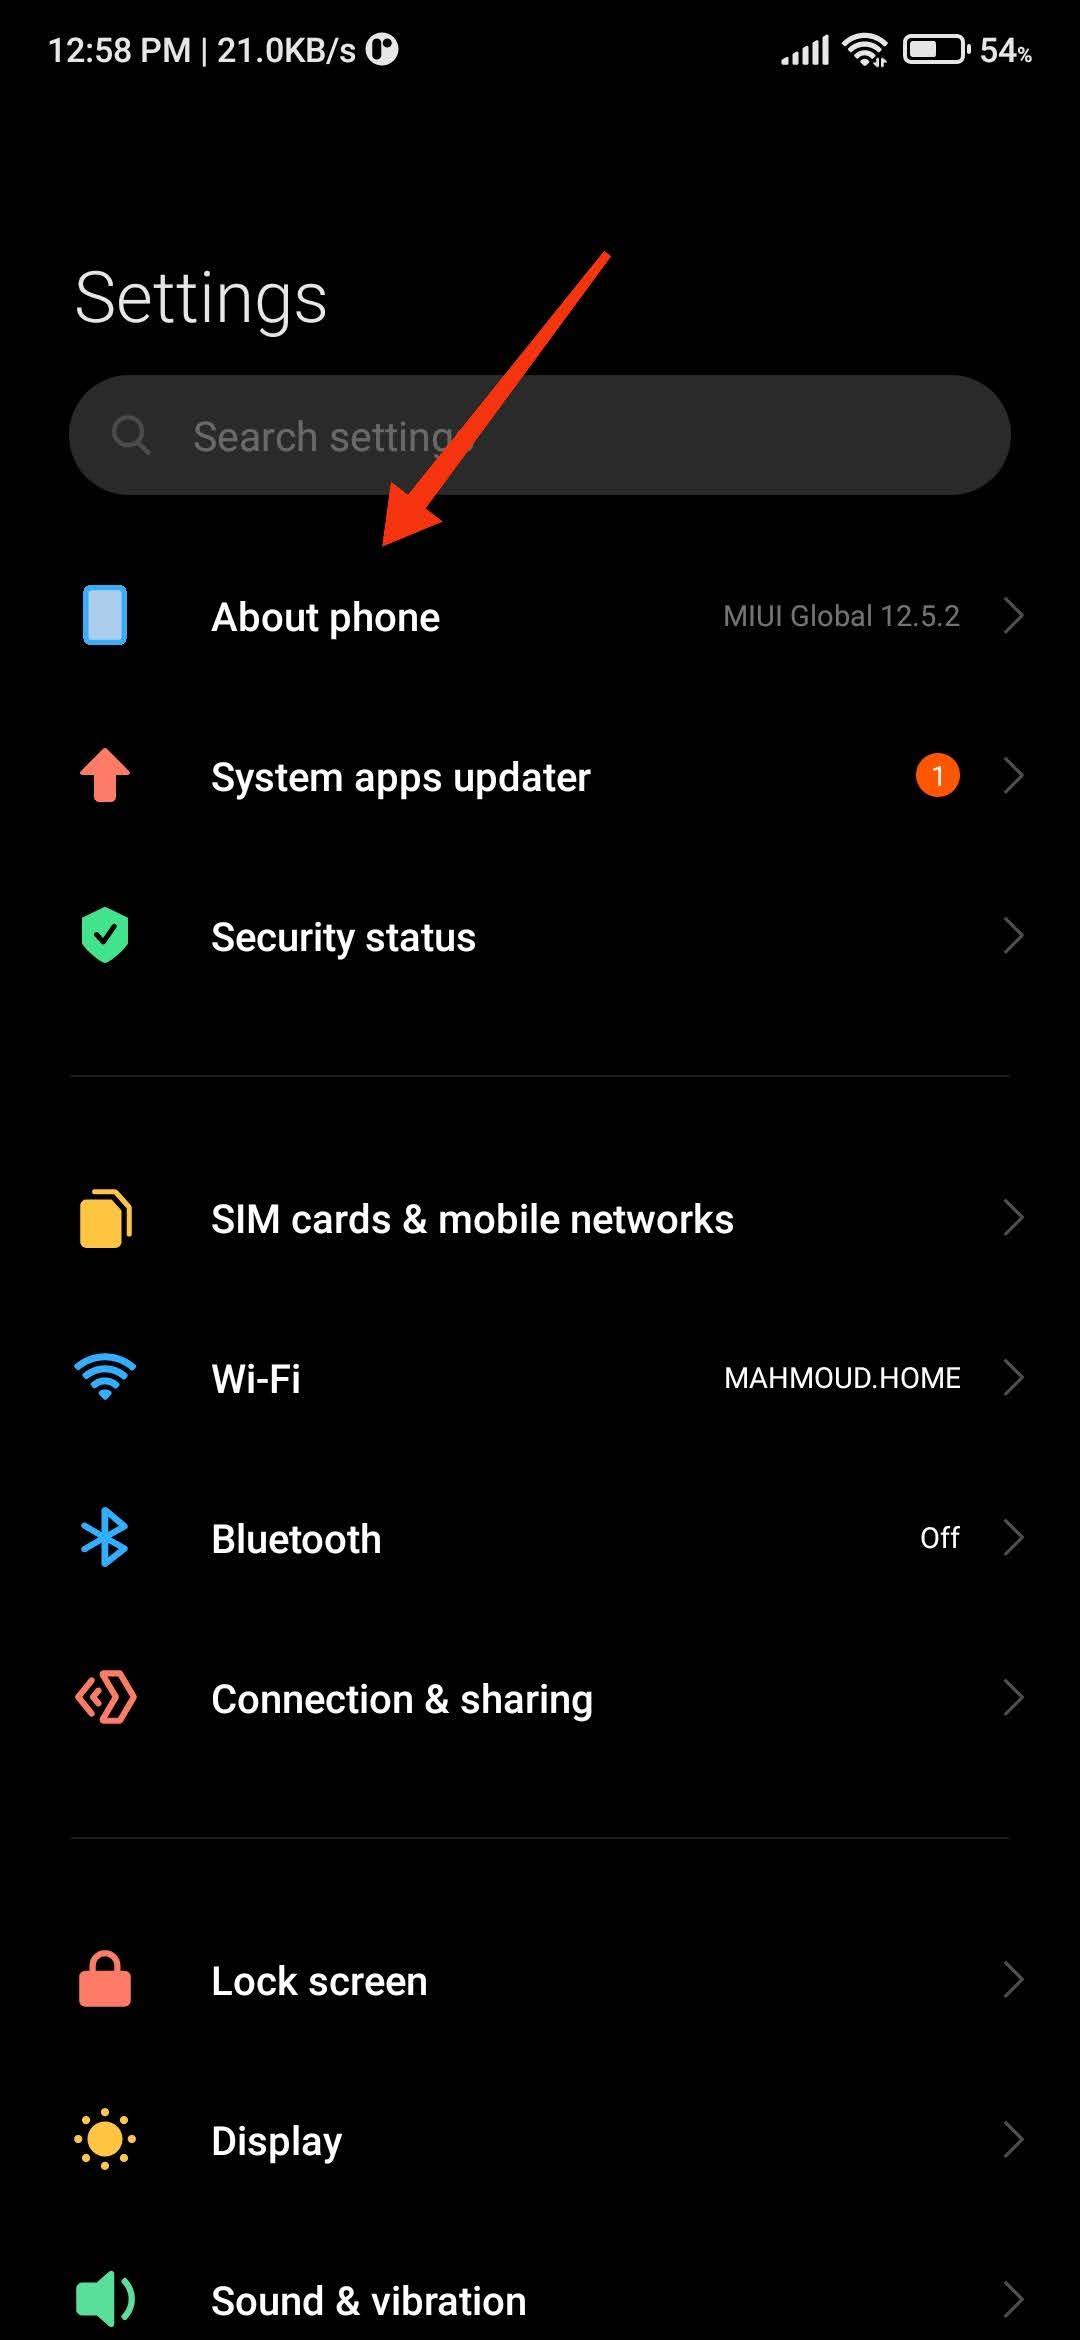 12:58 PM | 21.0KB/s 54%
Settings
Search setting
About phone MIUI Global 12.5.2
System apps updater 1
Security status
SIM cards & mobile networks
Wi-Fi MAHMOUD.HOME
Bluetooth Off
Connection & sharing
Lock screen
Display
Sound & vibration